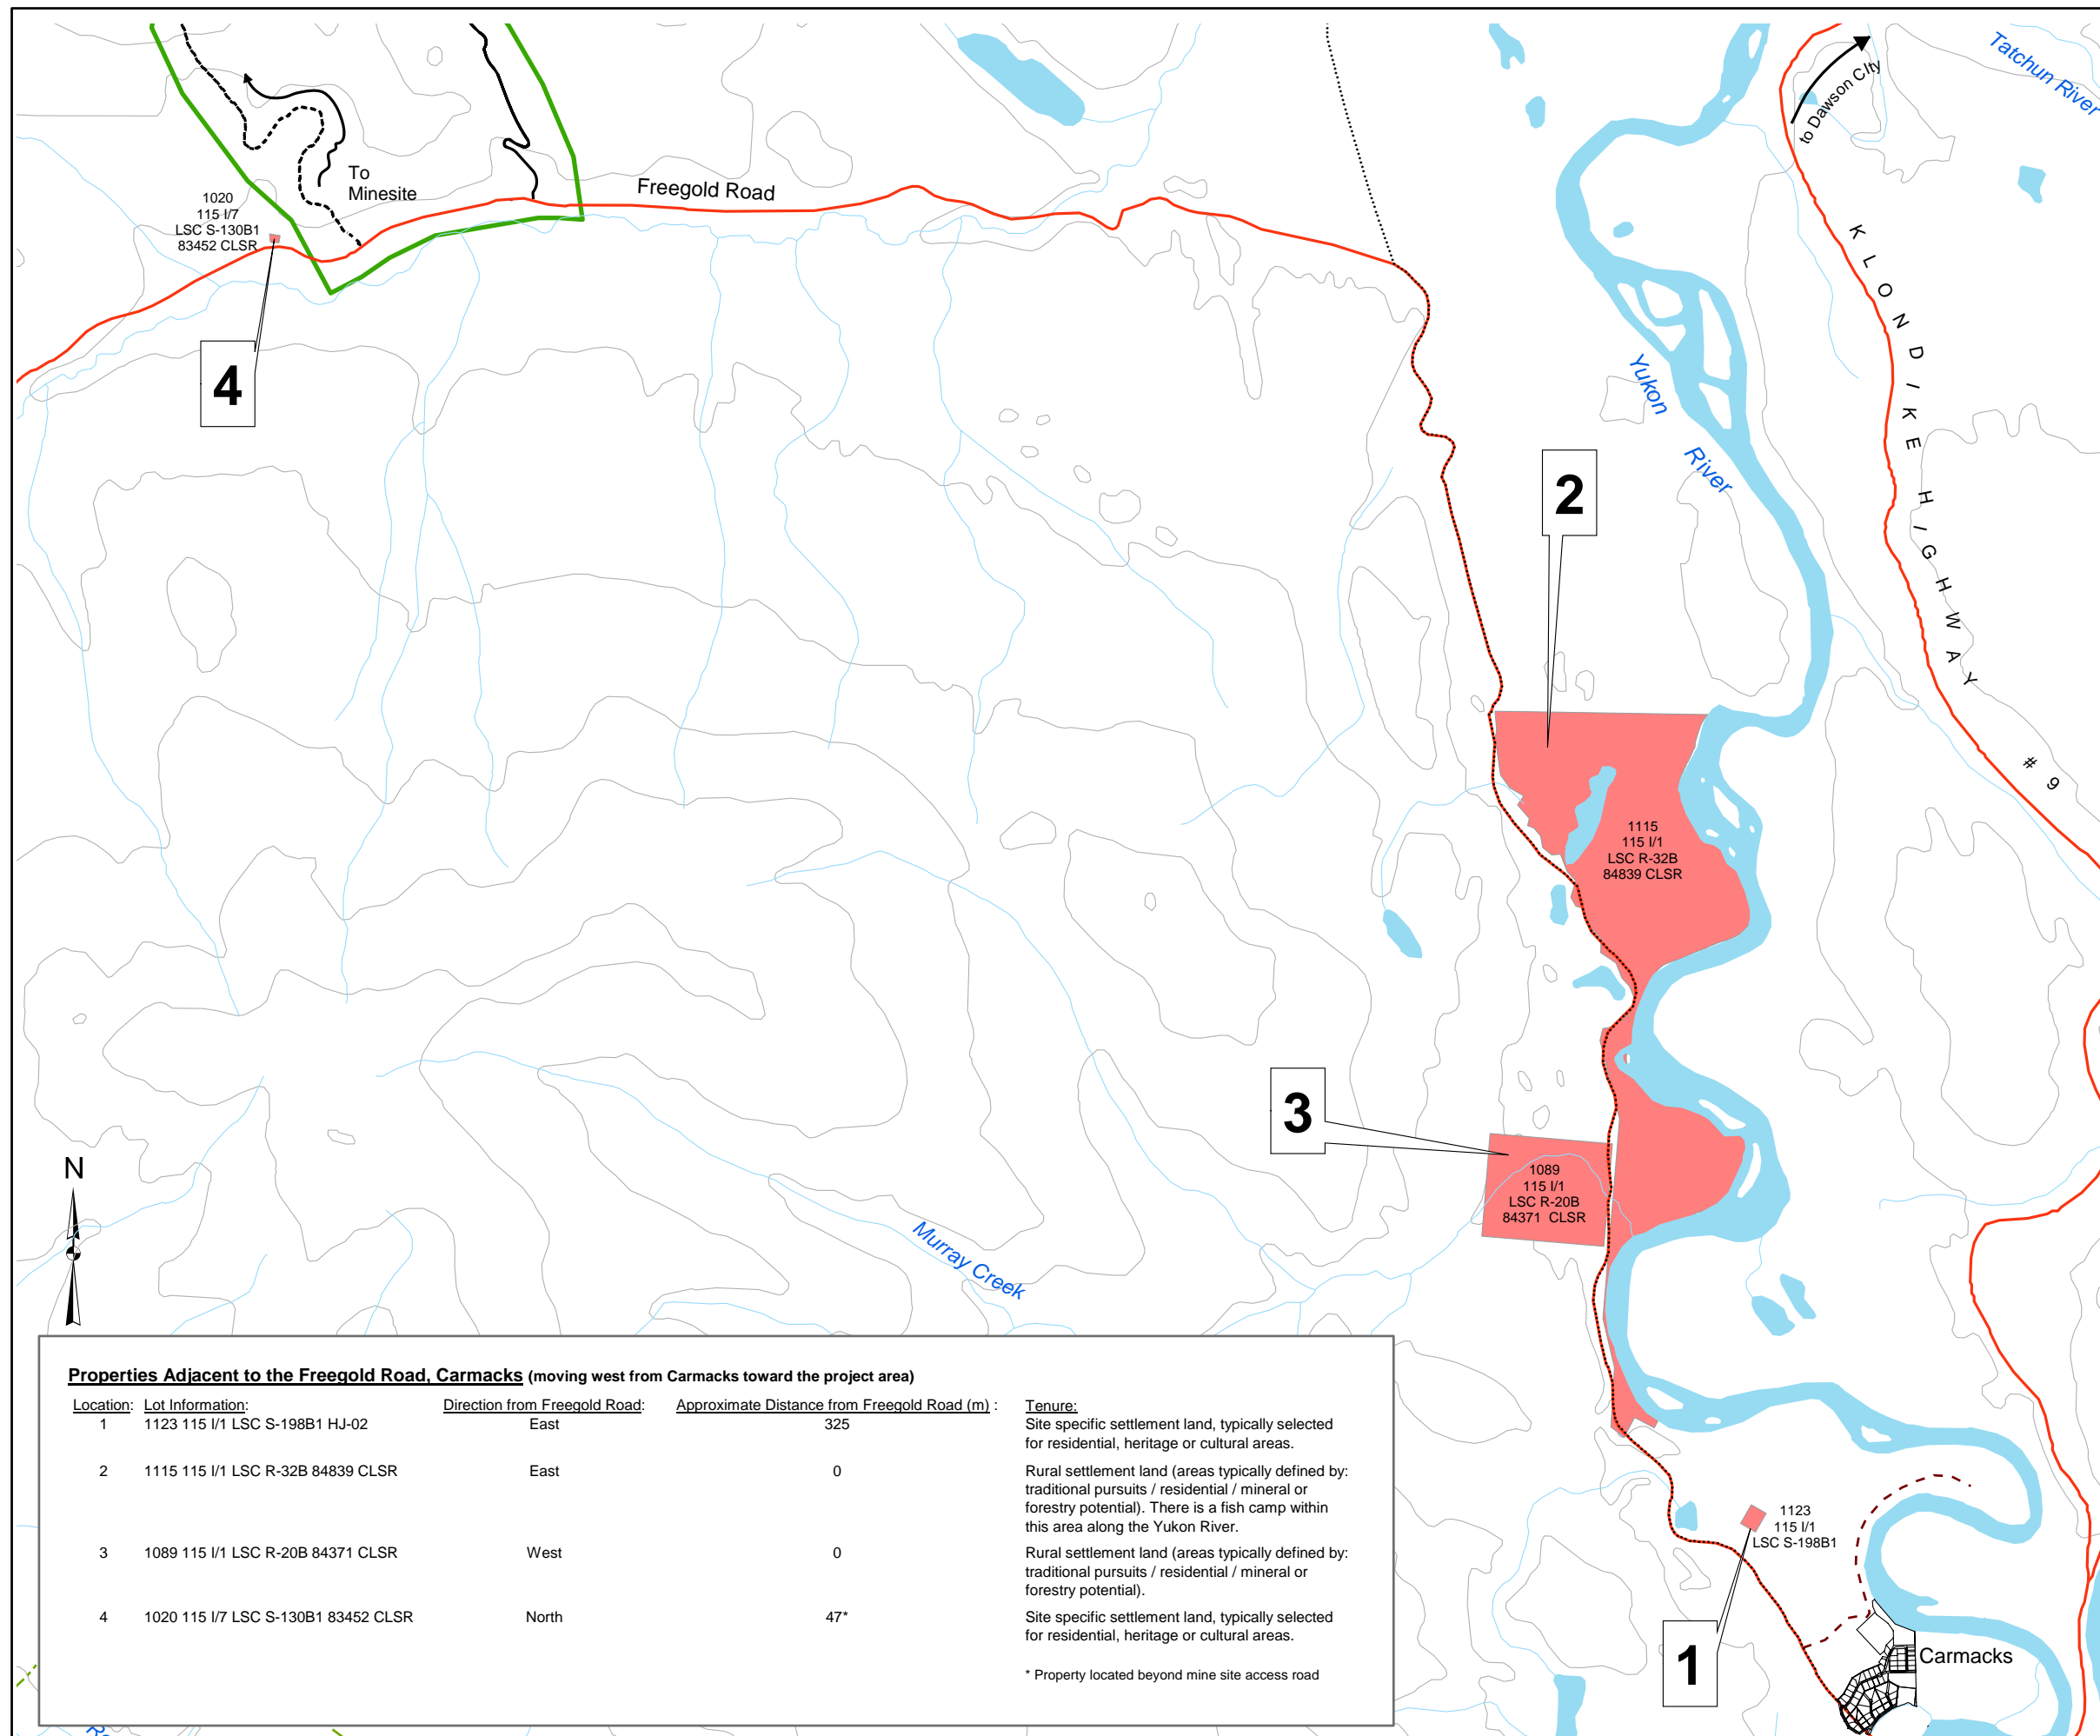 Tatchun River
to Dawson CIty
To
Minesite
Freegold Road
1020
115 I/7
LSC S-130B1
83452 CLSR
4
KLONDIKE HIGHWAY # 9
Yukon
River
2
1115
115 I/1
LSC R-32B
84839 CLSR
3
1089
115 I/1
LSC R-20B
84371 CLSR
N
Murray Creek
1123
115 I/1
LSC S-198B1
1
Carmacks
Properties Adjacent to the Freegold Road, Carmacks (moving west from Carmacks toward the project area)
Location: Lot Information: Direction from Freegold Road: Approximate Distance from Freegold Road (m) : Tenure:
1 1123 115 I/1 LSC S-198B1 HJ-02 East 325 Site specific settlement land, typically selected
for residential, heritage or cultural areas.
2 1115 115 I/1 LSC R-32B 84839 CLSR East 0 Rural settlement land (areas typically defined by:
traditional pursuits / residential / mineral or
forestry potential). There is a fish camp within
this area along the Yukon River.
3 1089 115 I/1 LSC R-20B 84371 CLSR West 0 Rural settlement land (areas typically defined by:
traditional pursuits / residential / mineral or
forestry potential).
4 1020 115 I/7 LSC S-130B1 83452 CLSR North 47* Site specific settlement land, typically selected
for residential, heritage or cultural areas.
* Property located beyond mine site access road